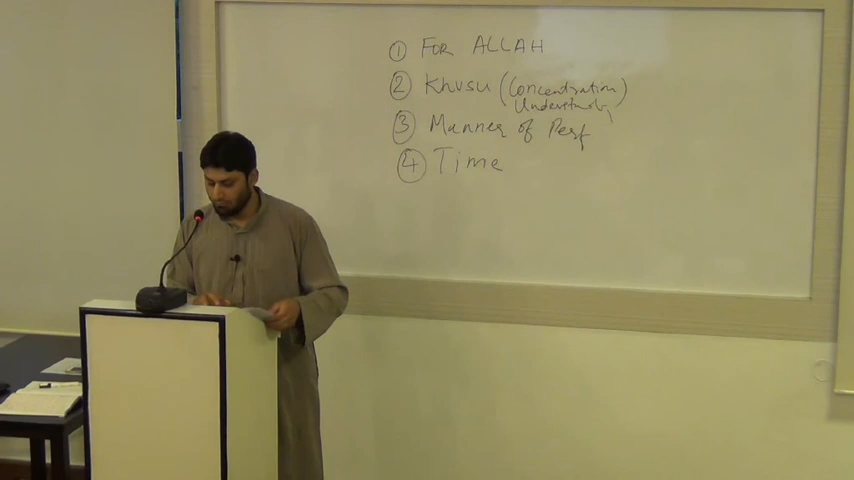 ① FOR ALLAH
② Khusu (Concentration
Understanding)
③ Manner of Perf
④ Time